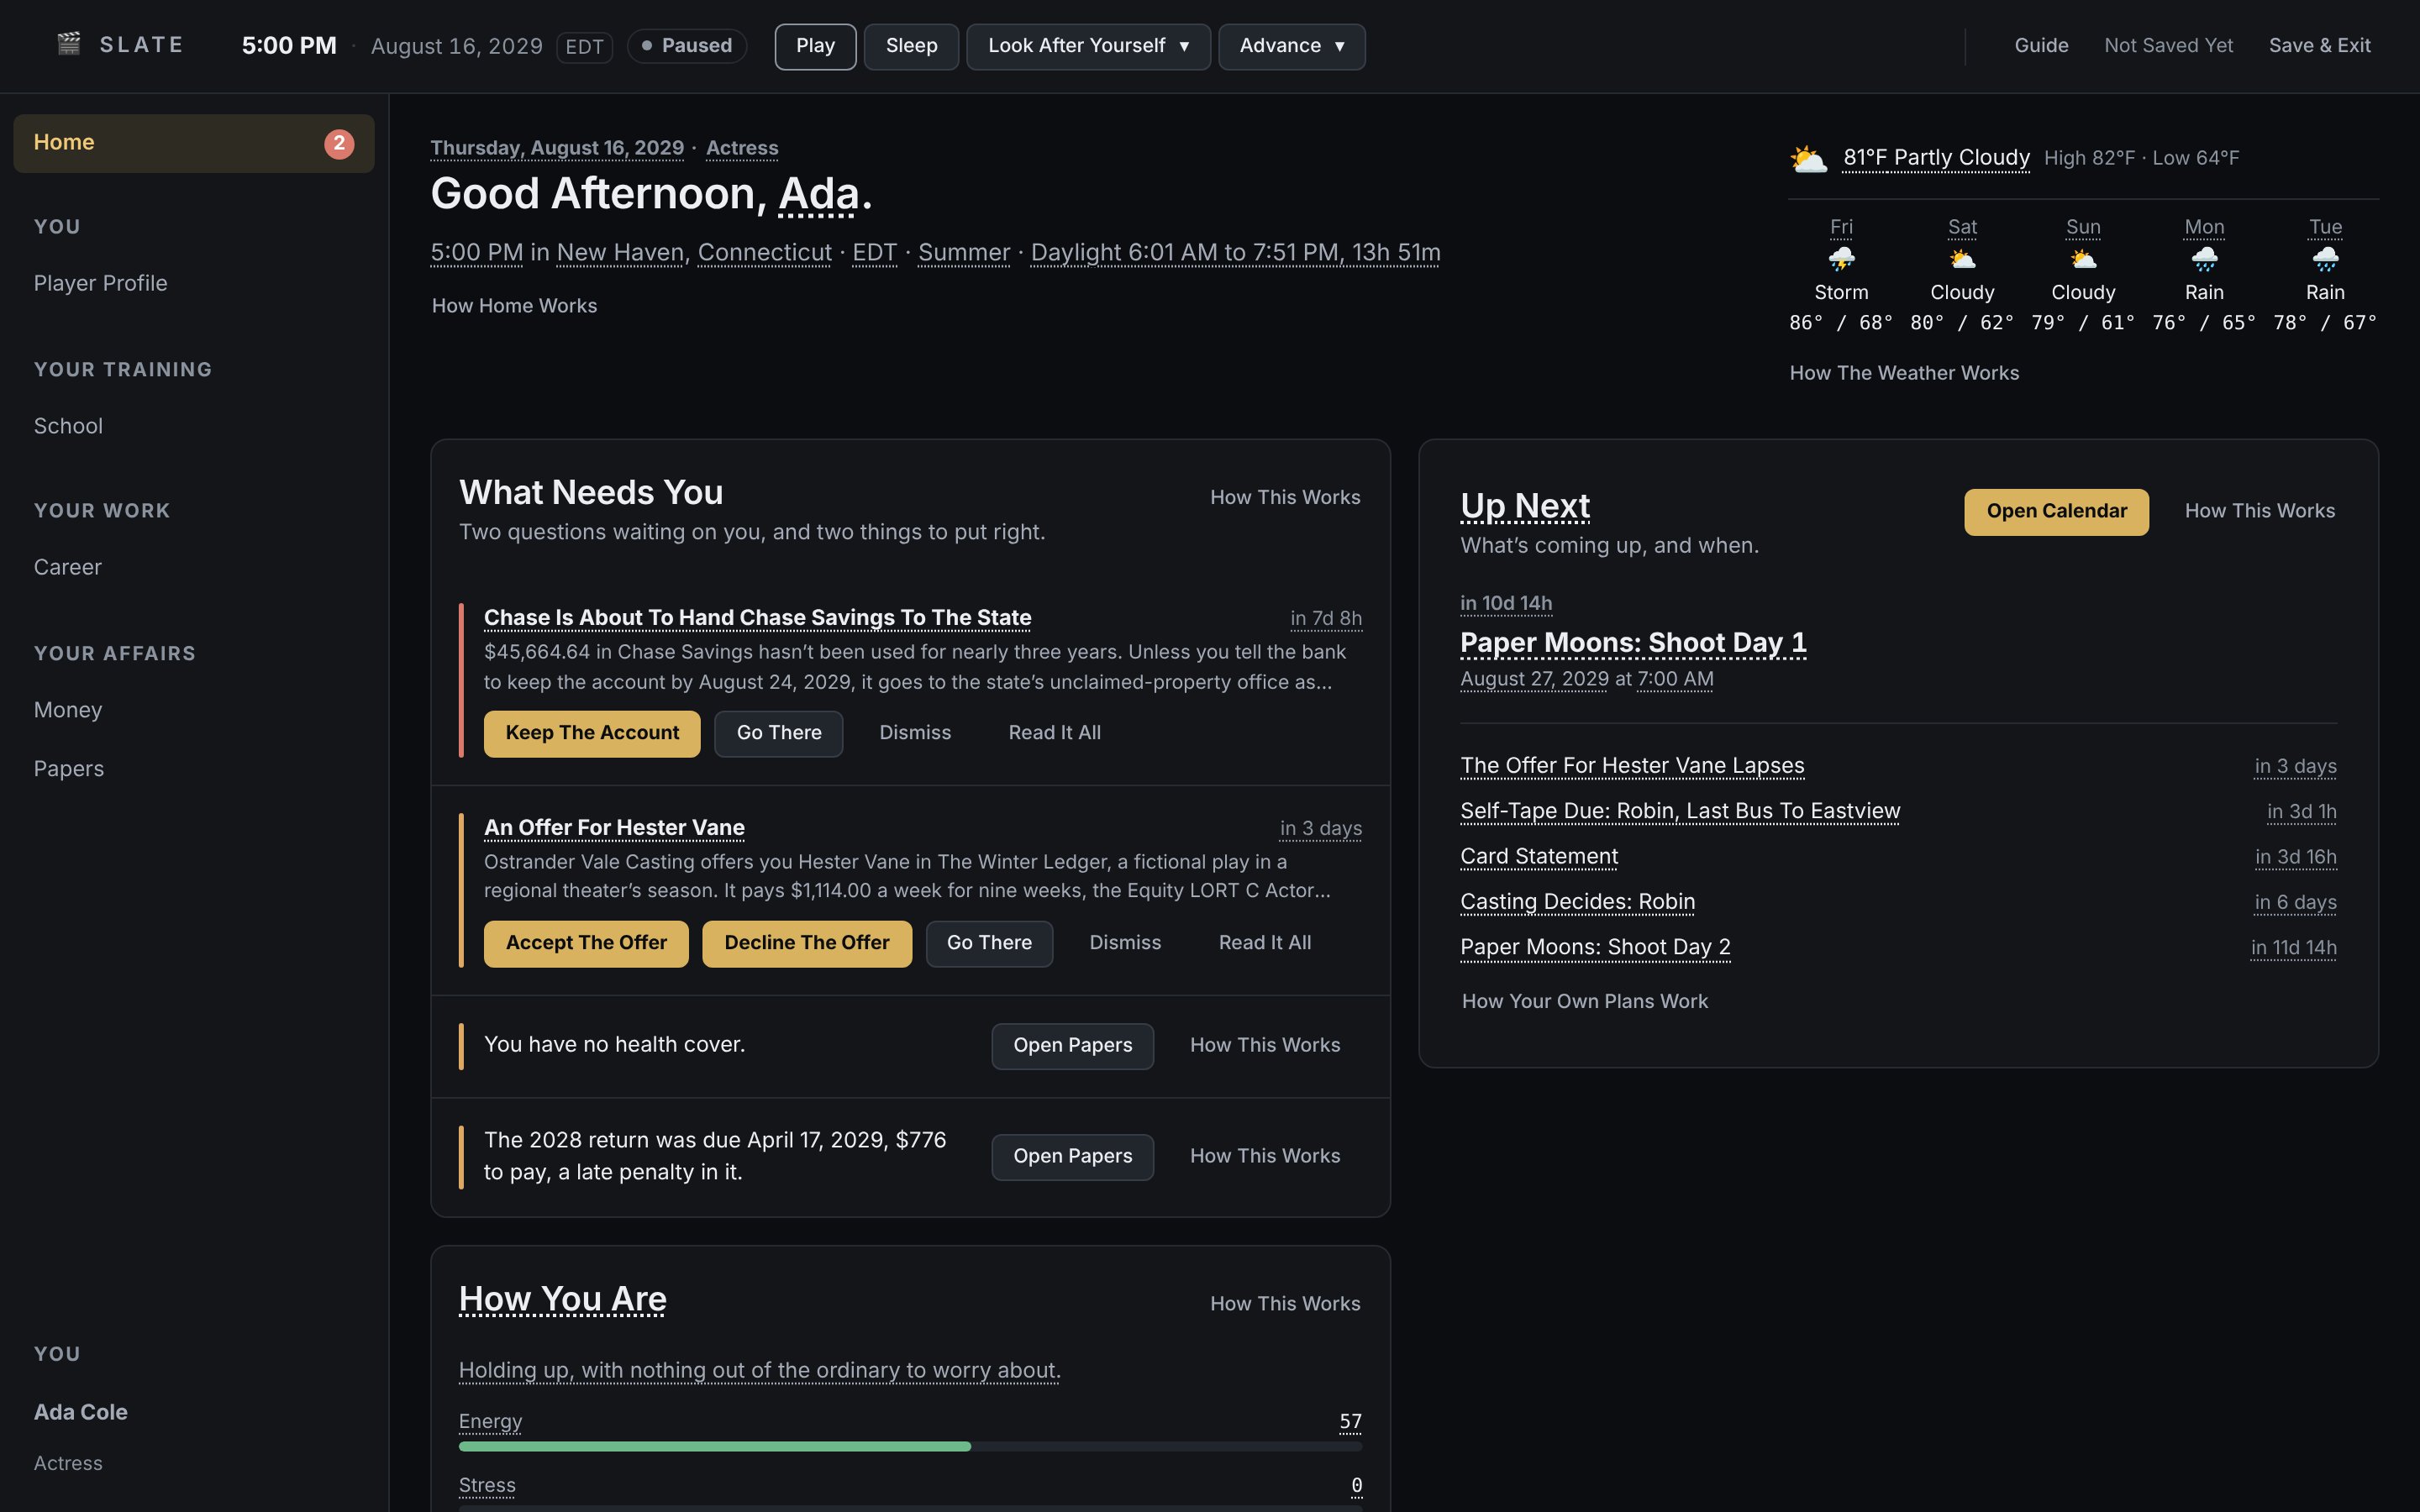 SLATE
5:00 PM · August 16, 2029 EDT Paused
Play
Sleep
Look After Yourself ▼
Advance ▼
Guide
Not Saved Yet
Save & Exit
Home 2
YOU
Player Profile
YOUR TRAINING
School
YOUR WORK
Career
YOUR AFFAIRS
Money
Papers
YOU
Ada Cole
Actress
Thursday, August 16, 2029 · Actress
Good Afternoon, Ada.
5:00 PM in New Haven, Connecticut · EDT · Summer · Daylight 6:01 AM to 7:51 PM, 13h 51m
How Home Works
81°F Partly Cloudy High 82°F · Low 64°F
Fri Sat Sun Mon Tue
Storm Cloudy Cloudy Rain Rain
86° / 68° 80° / 62° 79° / 61° 76° / 65° 78° / 67°
How The Weather Works
What Needs You
How This Works
Two questions waiting on you, and two things to put right.
Chase Is About To Hand Chase Savings To The State in 7d 8h
$45,664.64 in Chase Savings hasn’t been used for nearly three years. Unless you tell the bank
to keep the account by August 24, 2029, it goes to the state’s unclaimed-property office as…
Keep The Account Go There Dismiss Read It All
An Offer For Hester Vane in 3 days
Ostrander Vale Casting offers you Hester Vane in The Winter Ledger, a fictional play in a
regional theater’s season. It pays $1,114.00 a week for nine weeks, the Equity LORT C Actor…
Accept The Offer Decline The Offer Go There Dismiss Read It All
You have no health cover. Open Papers How This Works
The 2028 return was due April 17, 2029, $776
to pay, a late penalty in it.
Open Papers How This Works
How You Are
How This Works
Holding up, with nothing out of the ordinary to worry about.
Energy 57
Stress 0
Up Next
Open Calendar How This Works
What’s coming up, and when.
in 10d 14h
Paper Moons: Shoot Day 1
August 27, 2029 at 7:00 AM
The Offer For Hester Vane Lapses in 3 days
Self-Tape Due: Robin, Last Bus To Eastview in 3d 1h
Card Statement in 3d 16h
Casting Decides: Robin in 6 days
Paper Moons: Shoot Day 2 in 11d 14h
How Your Own Plans Work